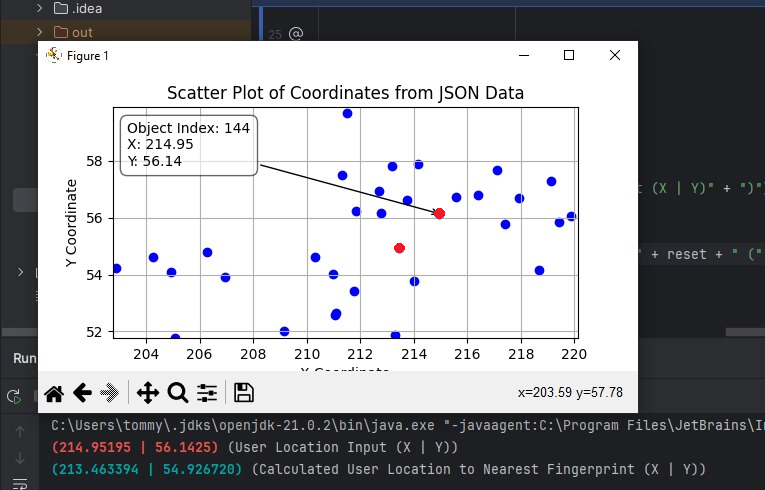 .idea
out
25 @
Figure 1
Scatter Plot of Coordinates from JSON Data
Object Index: 144
X: 214.95
Y: 56.14
58
56
54
52
Y Coordinate
204 206 208 210 212 214 216 218 220
X Coordinate
(X | Y)" + ")"
" + reset + " ("
Run
x=203.59 y=57.78
C:\Users\tommy\.jdks\openjdk-21.0.2\bin\java.exe "-javaagent:C:\Program Files\JetBrains\
(214.95195 | 56.1425) (User Location Input (X | Y))
(213.463394 | 54.926720) (Calculated User Location to Nearest Fingerprint (X | Y))